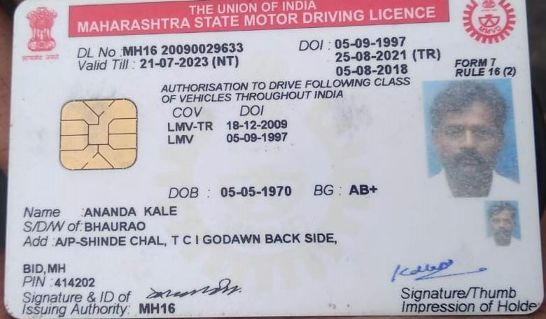 THE UNION OF INDIA
MAHARASHTRA STATE MOTOR DRIVING LICENCE
DL No :MH16 20090029633 DOI : 05-09-1997
Valid Till : 21-07-2023 (NT) 25-08-2021 (TR) FORM 7
05-08-2018 RULE 16 (2)
AUTHORISATION TO DRIVE FOLLOWING CLASS
OF VEHICLES THROUGHOUT INDIA
COV DOI
LMV-TR 18-12-2009
LMV 05-09-1997
DOB : 05-05-1970 BG : AB+
Name :ANANDA KALE
S/D/W of:BHAURAO
Add :A/P-SHINDE CHAL, T C I GODAWN BACK SIDE,
BID,MH
PIN :414202
Signature & ID of
Issuing Authority: MH16
Signature/Thumb
Impression of Holde